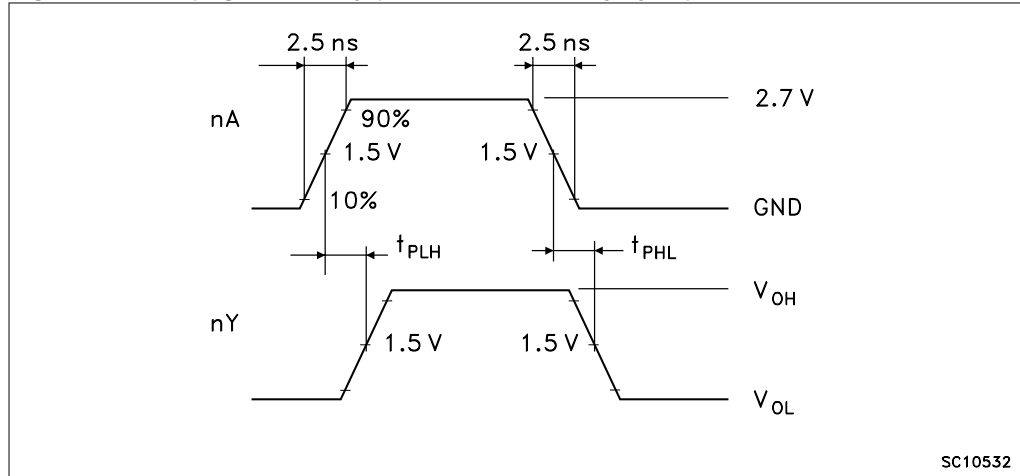 2.5 ns 2.5 ns
2.7 V
nA
90%
1.5 V 1.5 V
10%
GND
tPLH tPHL
VOH
nY
1.5 V 1.5 V
VOL
SC10532